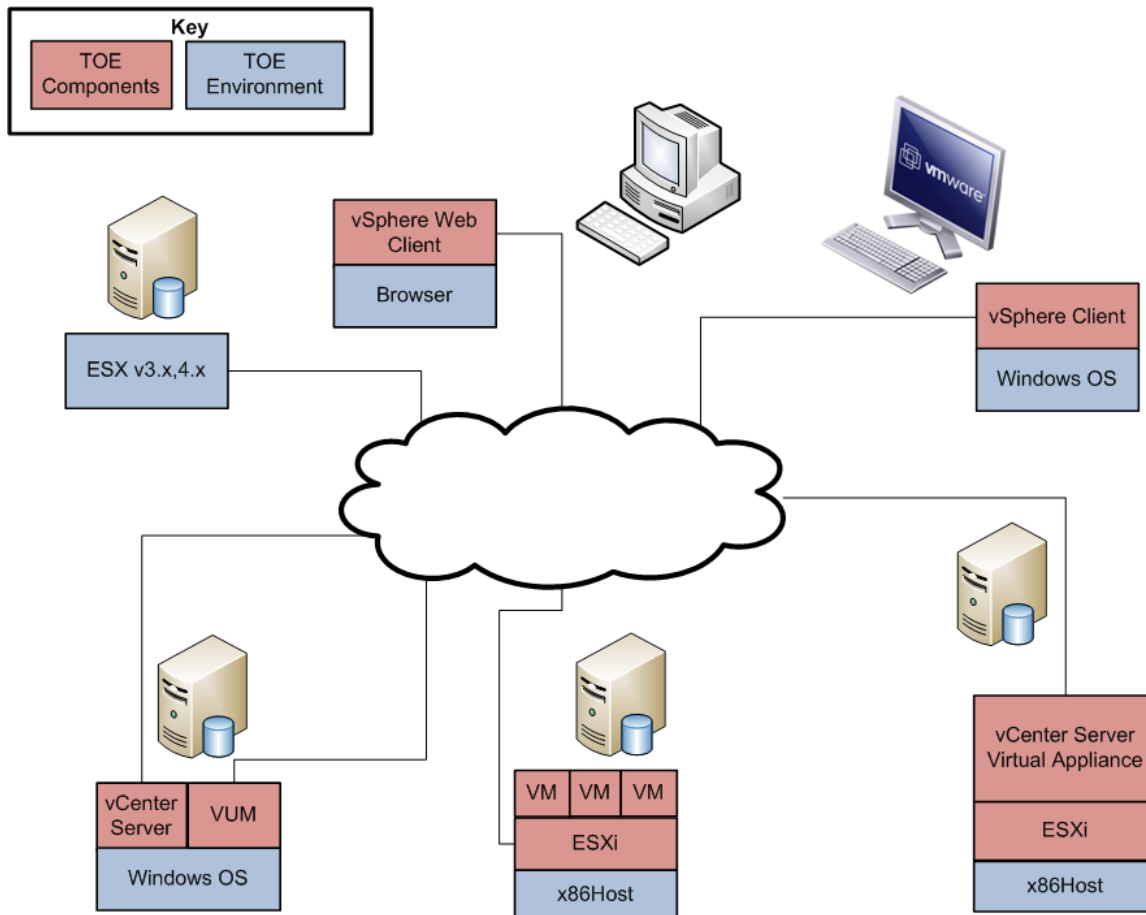 Key
TOE
Components
TOE
Environment
vmware
vSphere Web
Client
Browser
vSphere Client
Windows OS
ESX v3.x,4.x
vCenter
Server
VUM
Windows OS
VM
VM
VM
ESXi
x86Host
vCenter Server
Virtual Appliance
ESXi
x86Host